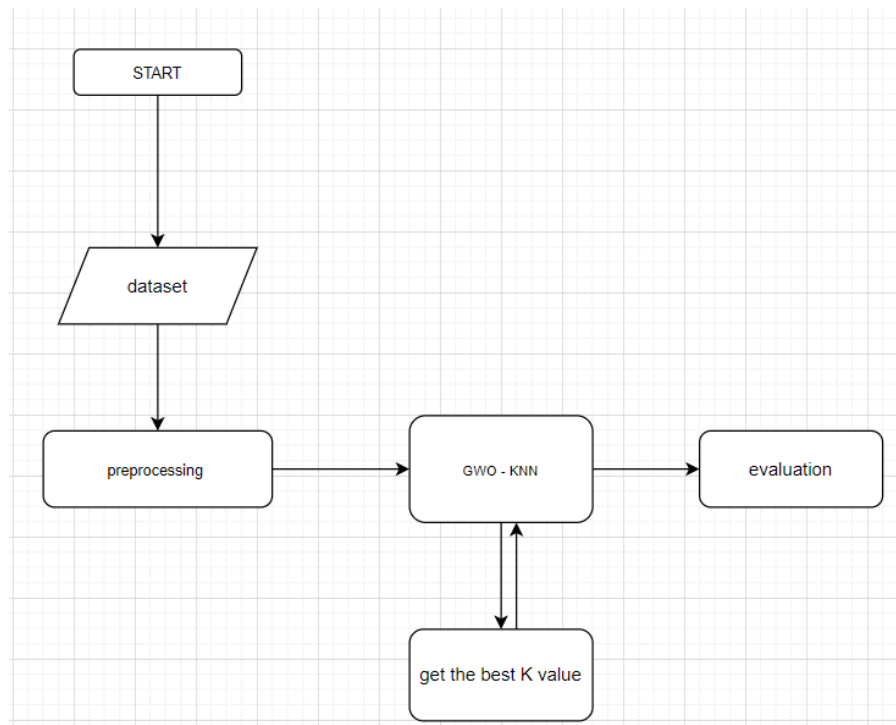 START
dataset
preprocessing
GWO - KNN
evaluation
get the best K value